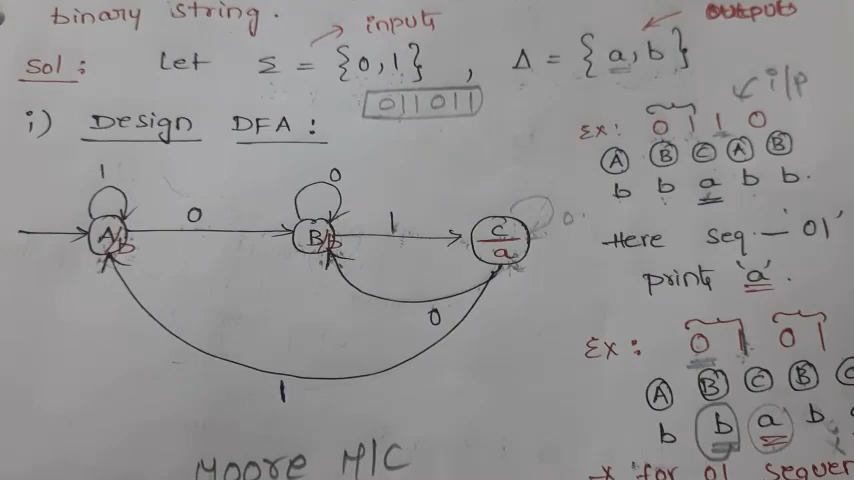 binary string.
input
outputs
Sol: Let Σ = {0,1} , Δ = {a,b}
011011
i) Design DFA:
i/p
Ex: 0 1 1 0
A B C A B
b b a b b.
Here seq - '01'
print 'a'.
1 0
0 1 0.
A/b B/b C/a
0
1
Ex: 0 1 0 1
A B C B C
b b a b
Moore M/C
* for 01 sequen